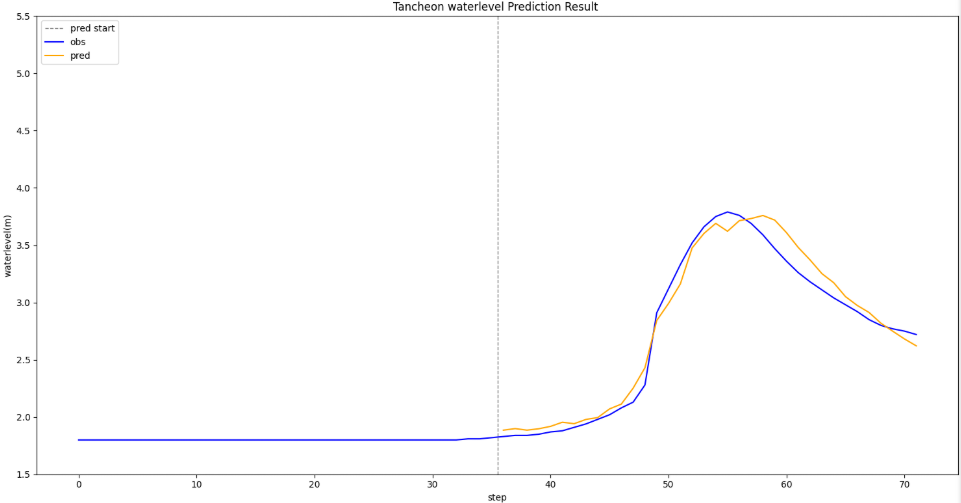 Tancheon waterlevel Prediction Result
pred start
obs
pred
5.5
5.0
4.5
4.0
3.5
3.0
2.5
2.0
1.5
waterlevel(m)
0 10 20 30 40 50 60 70
step